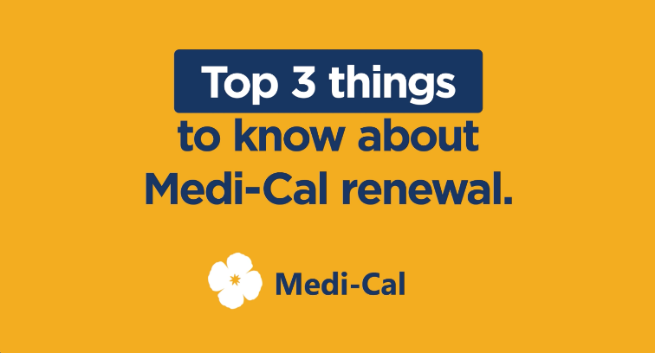 Top 3 things
to know about
Medi-Cal renewal.
Medi-Cal